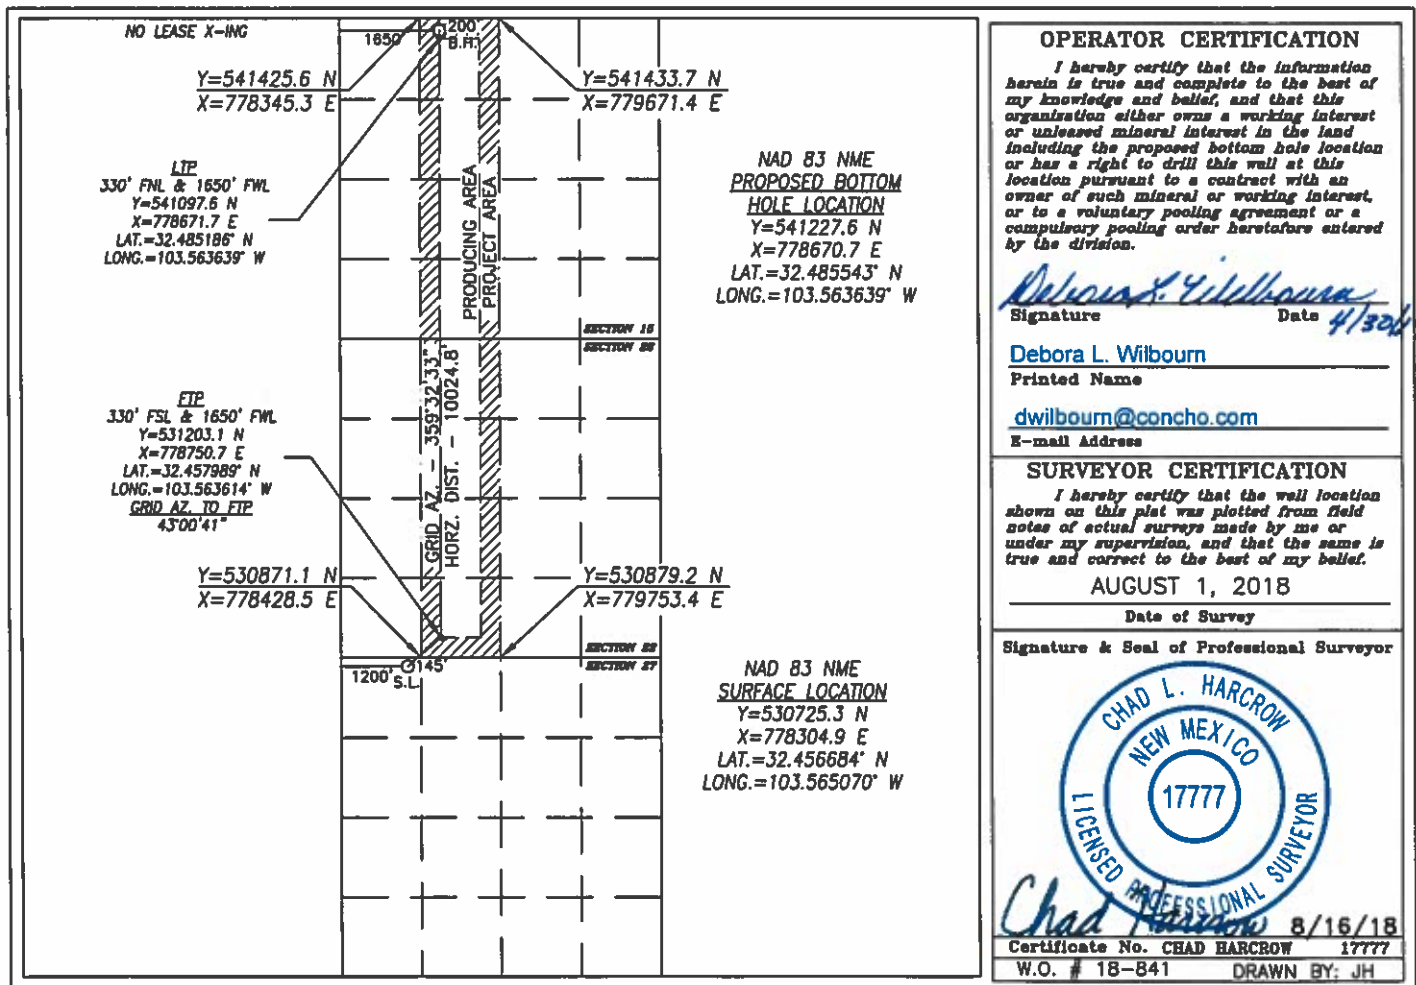 NO LEASE X-ING
1650'
200'
B.H.
Y=541425.6 N
X=778345.3 E
Y=541433.7 N
X=779671.4 E
LTP
330' FNL & 1650' FWL
Y=541097.6 N
X=778671.7 E
LAT.=32.485186° N
LONG.=103.563639° W
PRODUCING AREA
PROJECT AREA
NAD 83 NME
PROPOSED BOTTOM
HOLE LOCATION
Y=541227.6 N
X=778670.7 E
LAT.=32.485543° N
LONG.=103.563639° W
SECTION 15
GRID AZ. - 359°32'33"
HORZ. DIST. - 10024.8'
FTP
330' FSL & 1650' FWL
Y=531203.1 N
X=778750.7 E
LAT.=32.457989° N
LONG.=103.563614° W
GRID AZ. TO FTP
43°00'41"
Y=530871.1 N
X=778428.5 E
Y=530879.2 N
X=779753.4 E
SECTION 22
SECTION 27
1200'
S.L.
145'
NAD 83 NME
SURFACE LOCATION
Y=530725.3 N
X=778304.9 E
LAT.=32.456684° N
LONG.=103.565070° W
OPERATOR CERTIFICATION
I hereby certify that the information
herein is true and complete to the best of
my knowledge and belief, and that this
organization either owns a working interest
or unleased mineral interest in the land
including the proposed bottom hole location
or has a right to drill this well at this
location pursuant to a contract with an
owner of such mineral or working interest,
or to a voluntary pooling agreement or a
compulsory pooling order heretofore entered
by the division.
Debora L. Wilbourn
Signature Date 4/30/
Debora L. Wilbourn
Printed Name
dwilbourn@concho.com
E-mail Address
SURVEYOR CERTIFICATION
I hereby certify that the well location
shown on this plat was plotted from field
notes of actual surveys made by me or
under my supervision, and that the same is
true and correct to the best of my belief.
AUGUST 1, 2018
Date of Survey
Signature & Seal of Professional Surveyor
CHAD L. HARCROW
NEW MEXICO
17777
LICENSED PROFESSIONAL SURVEYOR
Chad Harcrow 8/16/18
Certificate No. CHAD HARCROW 17777
W.O. # 18-841 DRAWN BY: JH